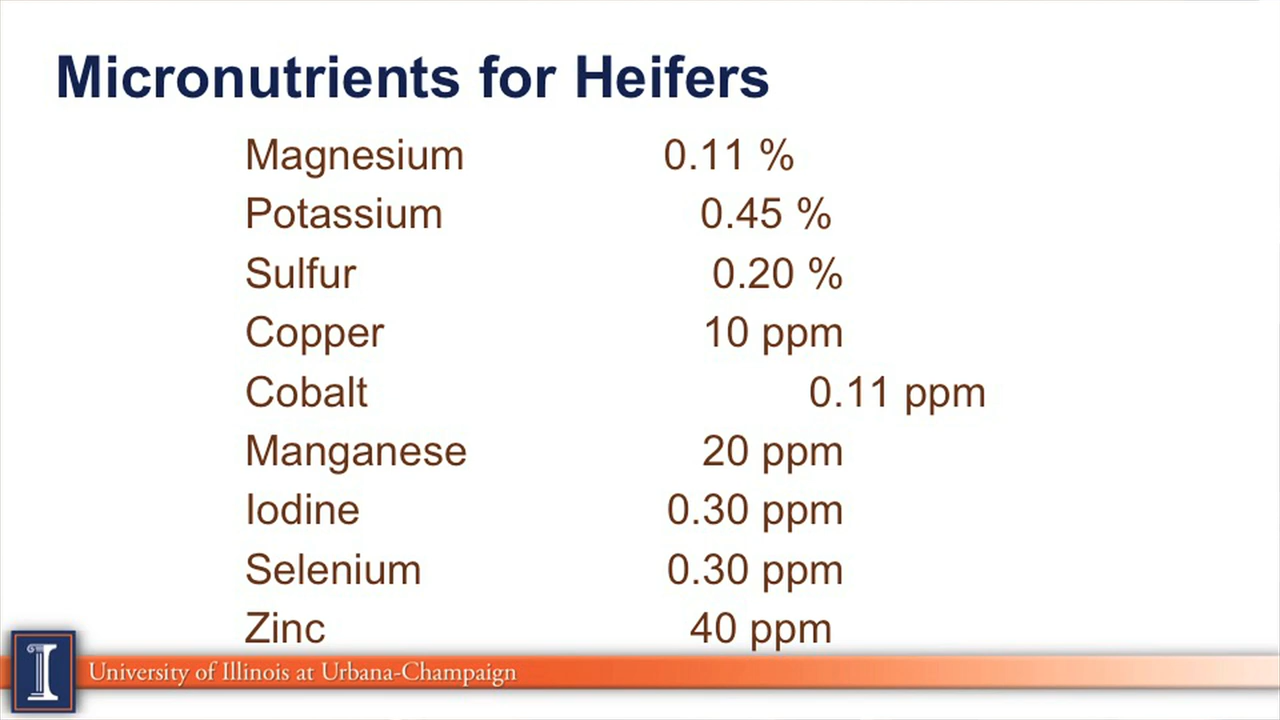 Micronutrients for Heifers
Magnesium 0.11 %
Potassium 0.45 %
Sulfur 0.20 %
Copper 10 ppm
Cobalt 0.11 ppm
Manganese 20 ppm
Iodine 0.30 ppm
Selenium 0.30 ppm
Zinc 40 ppm
I University of Illinois at Urbana-Champaign